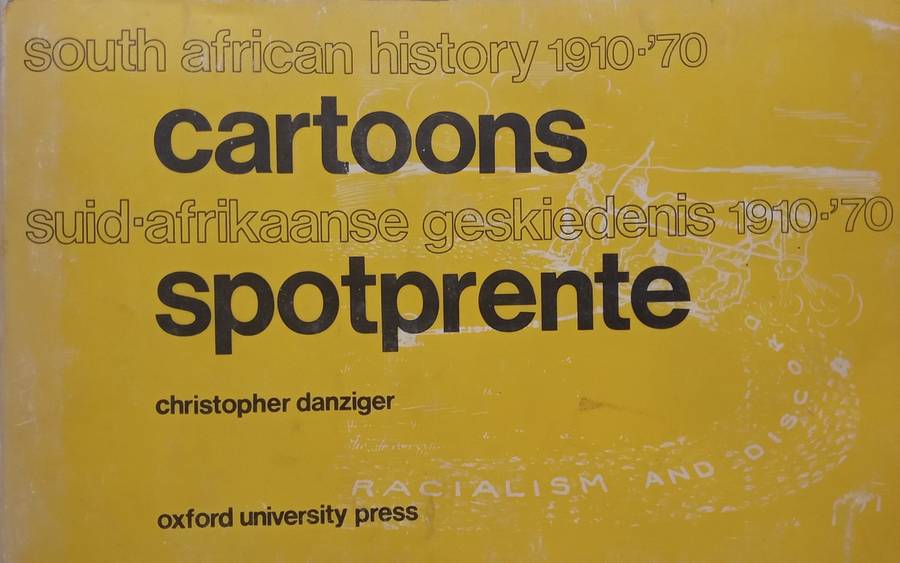 south african history 1910-'70
cartoons
suid-afrikaanse geskiedenis 1910-'70
spotprente
christopher danziger
RACIALISM AND DISCORD
oxford university press